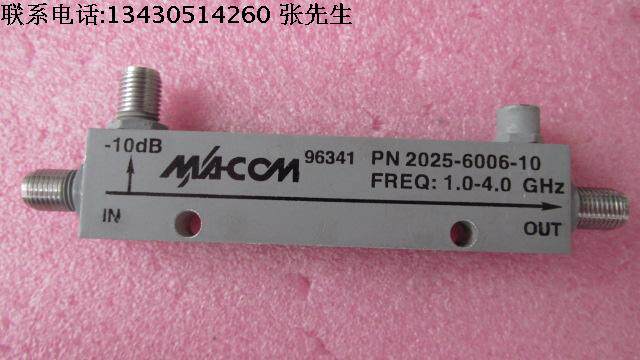 联系电话:13430514260 张先生
-10dB
M/A-COM 96341 PN 2025-6006-10
FREQ: 1.0-4.0 GHz
IN
OUT